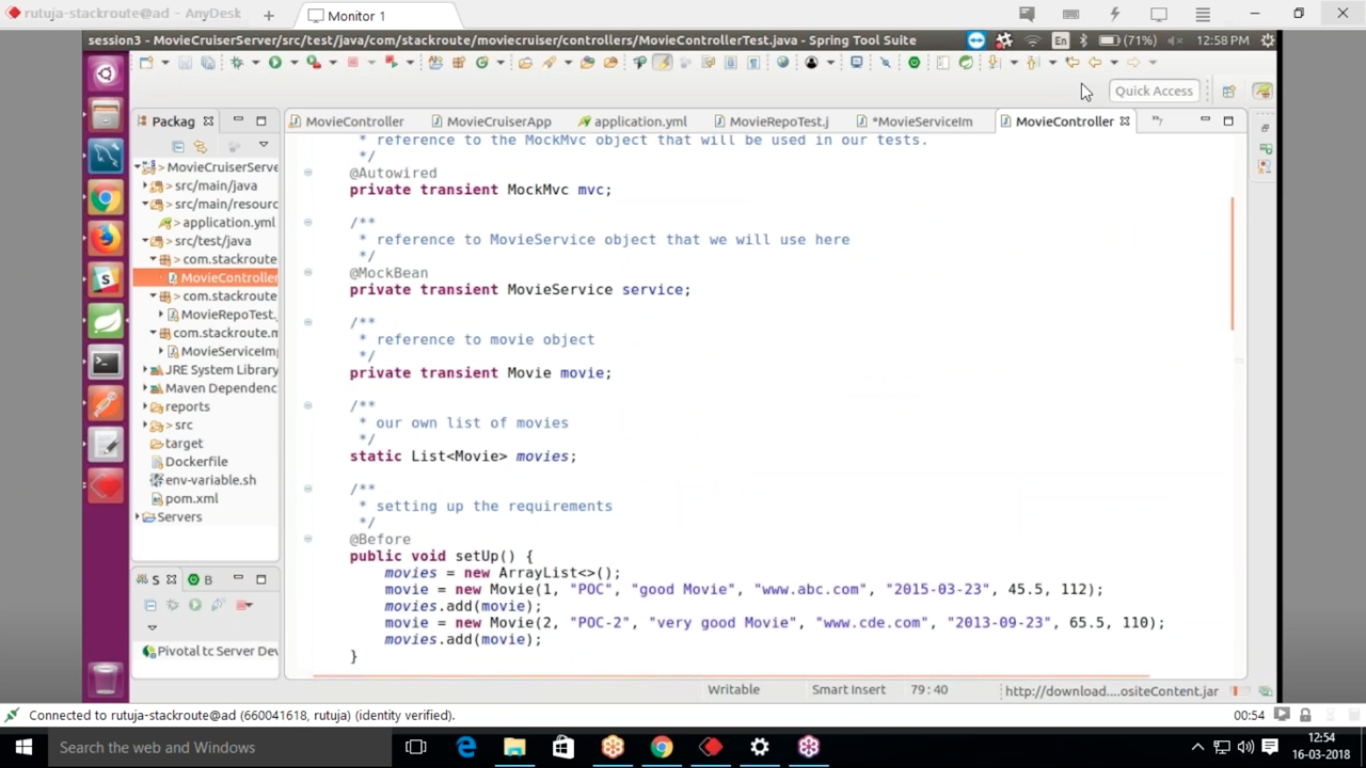 rutuja-stackroute@ad - AnyDesk
Monitor 1
session3 - MovieCruiserServer/src/test/java/com/stackroute/moviecruiser/controllers/MovieControllerTest.java - Spring Tool Suite
En
(71%)
12:58 PM
Quick Access
Packag
MovieController
MovieCruiserApp
application.yml
MovieRepoTest.j
*MovieServiceIm
MovieController
> MovieCruiserServe
> src/main/java
> src/main/resourc
> application.yml
> src/test/java
> com.stackroute
MovieController
> com.stackroute
MovieRepoTest.
com.stackroute.m
MovieServiceImp
JRE System Library
Maven Dependenc
reports
> src
target
Dockerfile
env-variable.sh
pom.xml
Servers
S
B
Pivotal tc Server Dev
* reference to the MockMvc object that will be used in our tests.
*/
@Autowired
private transient MockMvc mvc;
/**
* reference to MovieService object that we will use here
*/
@MockBean
private transient MovieService service;
/**
* reference to movie object
*/
private transient Movie movie;
/**
* our own list of movies
*/
static List<Movie> movies;
/**
* setting up the requirements
*/
@Before
public void setUp() {
movies = new ArrayList<>();
movie = new Movie(1, "POC", "good Movie", "www.abc.com", "2015-03-23", 45.5, 112);
movies.add(movie);
movie = new Movie(2, "POC-2", "very good Movie", "www.cde.com", "2013-09-23", 65.5, 110);
movies.add(movie);
}
Writable
Smart Insert
79 : 40
http://download....ositeContent.jar
Connected to rutuja-stackroute@ad (660041618, rutuja) (identity verified).
00:54
Search the web and Windows
12:54
16-03-2018